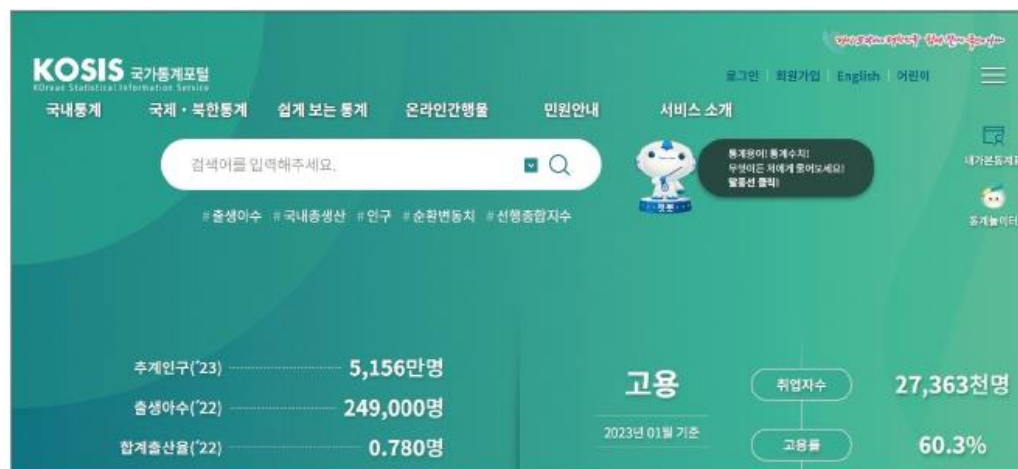 KOSIS 국가통계포털
KOrean Statistical Information Service
로그인 회원가입 English 어린이
국내통계 국제・북한통계 쉽게 보는 통계 온라인간행물 민원안내 서비스 소개
검색어를 입력해주세요.
통계용어! 통계수치!
무엇이든 저에게 물어보세요!
말풍선 클릭!
내가본통계표
챗봇
통계놀이터
#출생아수 #국내총생산 #인구 #순환변동치 #선행종합지수
추계인구('23) 5,156만명
출생아수('22) 249,000명
합계출산율('22) 0.780명
고용
2023년 01월 기준
취업자수 27,363천명
고용률 60.3%